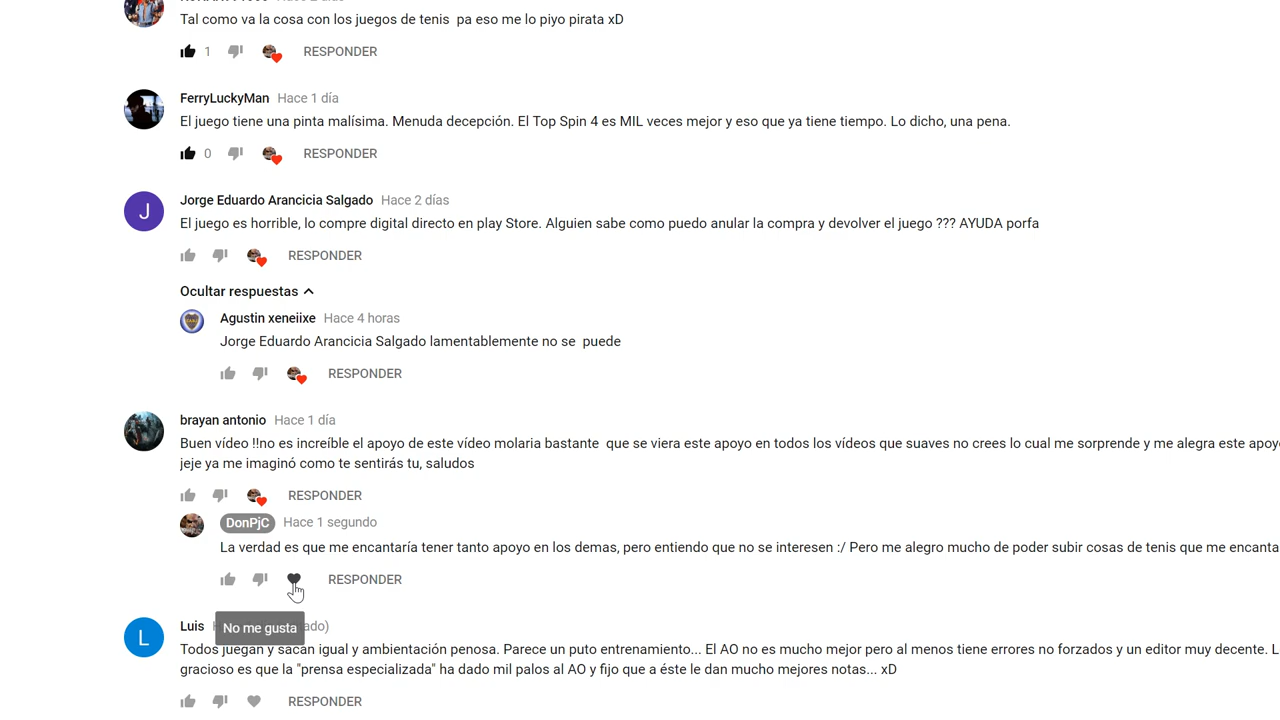 Tal como va la cosa con los juegos de tenis pa eso me lo piyo pirata xD
1 RESPONDER
FerryLuckyMan Hace 1 día
El juego tiene una pinta malísima. Menuda decepción. El Top Spin 4 es MIL veces mejor y eso que ya tiene tiempo. Lo dicho, una pena.
0 RESPONDER
J
Jorge Eduardo Arancicia Salgado Hace 2 días
El juego es horrible, lo compre digital directo en play Store. Alguien sabe como puedo anular la compra y devolver el juego ??? AYUDA porfa
RESPONDER
Ocultar respuestas
Agustin xeneiixe Hace 4 horas
Jorge Eduardo Arancicia Salgado lamentablemente no se puede
RESPONDER
brayan antonio Hace 1 día
Buen vídeo !!no es increíble el apoyo de este vídeo molaria bastante que se viera este apoyo en todos los vídeos que suaves no crees lo cual me sorprende y me alegra este apoy
jeje ya me imaginó como te sentirás tu, saludos
RESPONDER
DonPjC Hace 1 segundo
La verdad es que me encantaría tener tanto apoyo en los demas, pero entiendo que no se interesen :/ Pero me alegro mucho de poder subir cosas de tenis que me encanta
RESPONDER
No me gusta
L
Luis
Todos juegan y sacan igual y ambientación penosa. Parece un puto entrenamiento... El AO no es mucho mejor pero al menos tiene errores no forzados y un editor muy decente. L
gracioso es que la "prensa especializada" ha dado mil palos al AO y fijo que a éste le dan mucho mejores notas... xD
RESPONDER